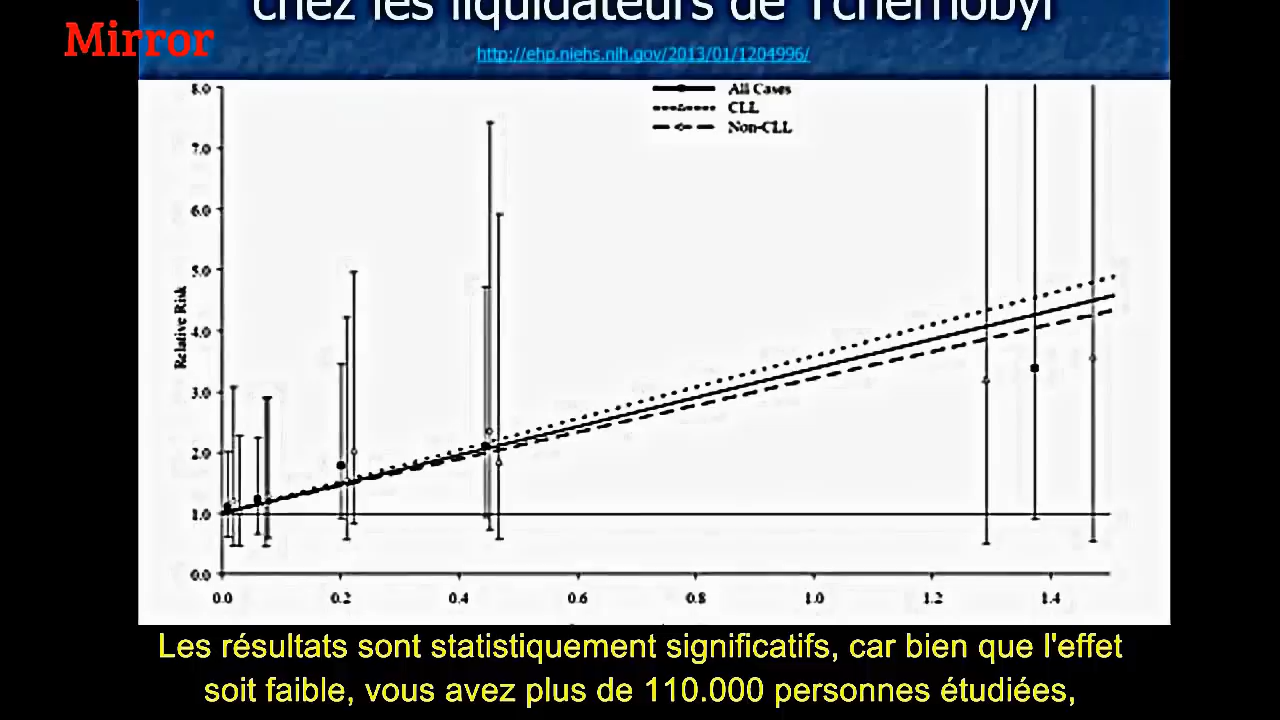 chez les liquidateurs de Tchernobyl
Mirror
http://ehp.niehs.nih.gov/2013/01/1204996/
8.0
All Cases
CLL
Non-CLL
7.0
6.0
5.0
Relative Risk
4.0
3.0
2.0
1.0
0.0
0.0 0.2 0.4 0.6 0.8 1.0 1.2 1.4
Les résultats sont statistiquement significatifs, car bien que l'effet
soit faible, vous avez plus de 110.000 personnes étudiées,